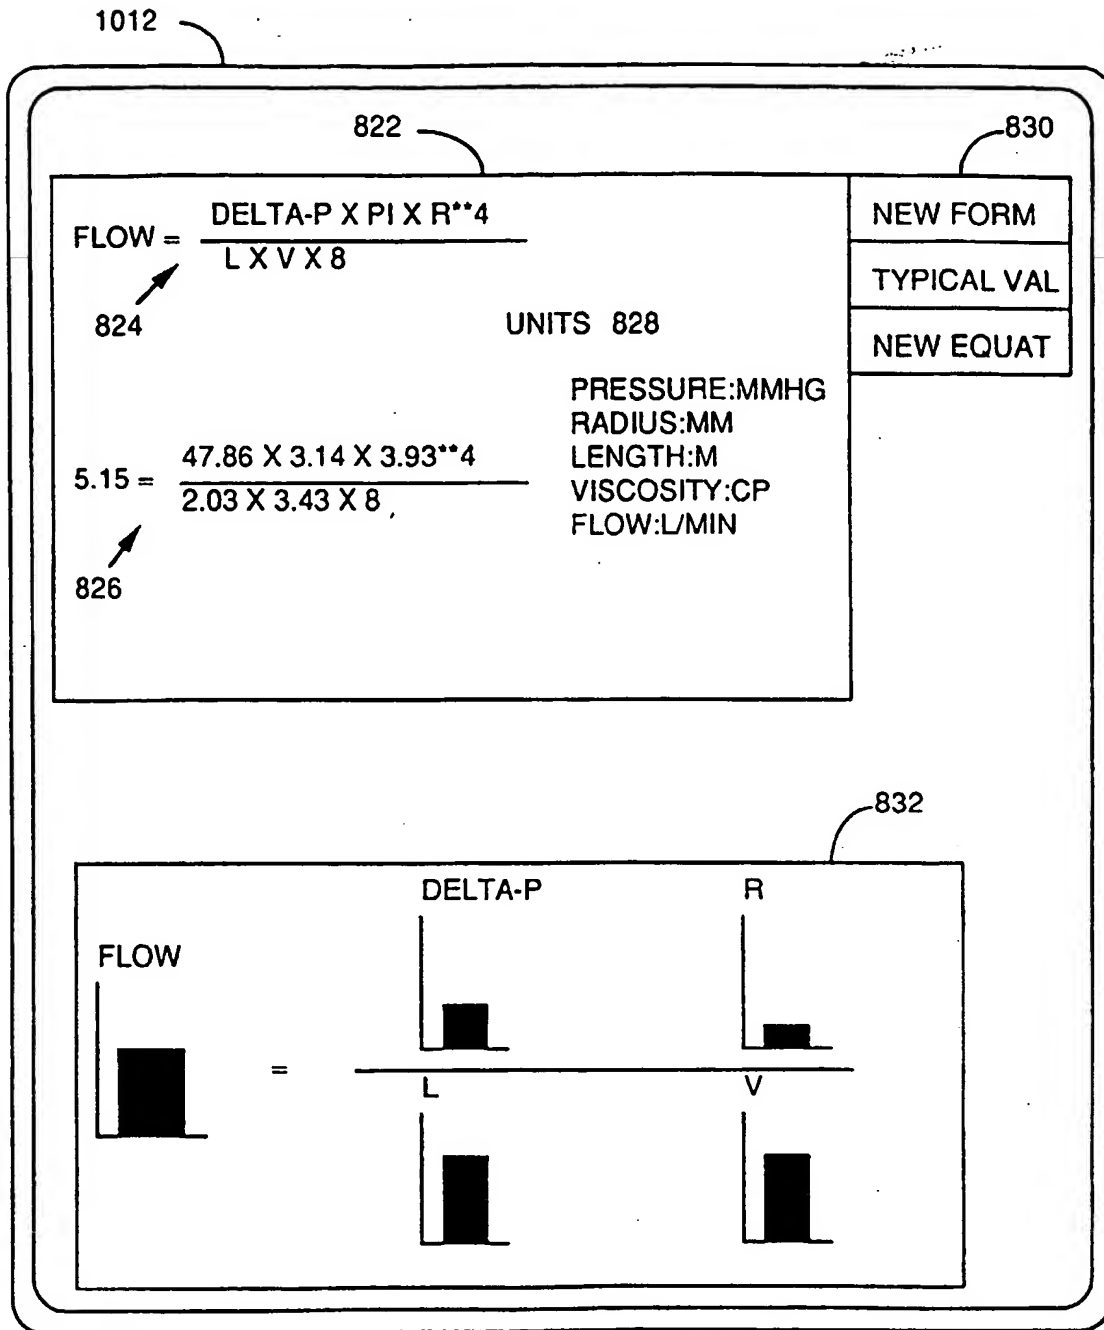 1012
822
830
FLOW = DELTA-P X PI X R**4
L X V X 8
824
UNITS 828
PRESSURE:MMHG
RADIUS:MM
LENGTH:M
VISCOSITY:CP
FLOW:L/MIN
5.15 = 47.86 X 3.14 X 3.93**4
2.03 X 3.43 X 8
826
NEW FORM
TYPICAL VAL
NEW EQUAT
832
DELTA-P
R
FLOW
=
L
V